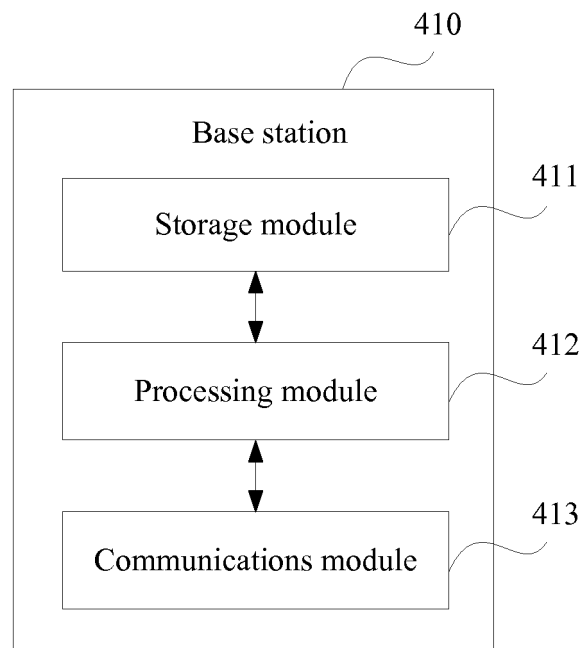 410
Base station
411
Storage module
412
Processing module
413
Communications module